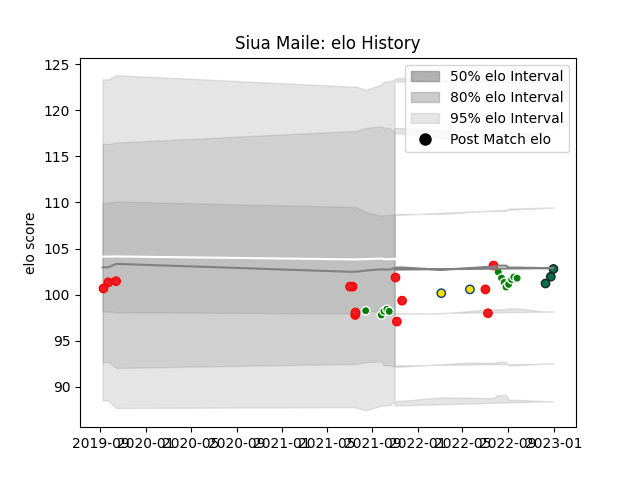 Siua Maile: elo History
50% elo Interval
80% elo Interval
95% elo Interval
Post Match elo
elo score
125
120
115
110
105
100
95
90
2019-09 2020-01 2020-05 2020-09 2021-01 2021-05 2021-09 2022-01 2022-05 2022-09 2023-01